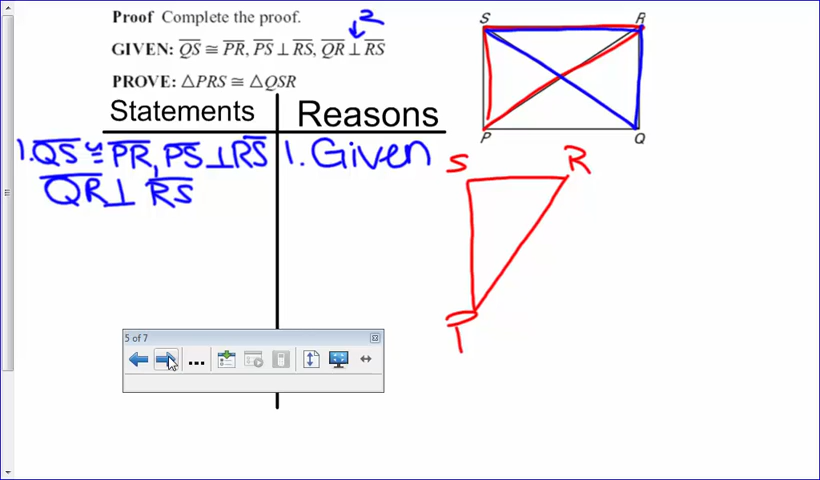 Proof Complete the proof.
2
GIVEN: QS ≅ PR, PS ⊥ RS, QR ⊥ RS
PROVE: △PRS ≅ △QSR
Statements Reasons
1. QS ≅ PR, PS ⊥ RS 1. Given
QR ⊥ RS
S R
P Q
S R
P
5 of 7
...